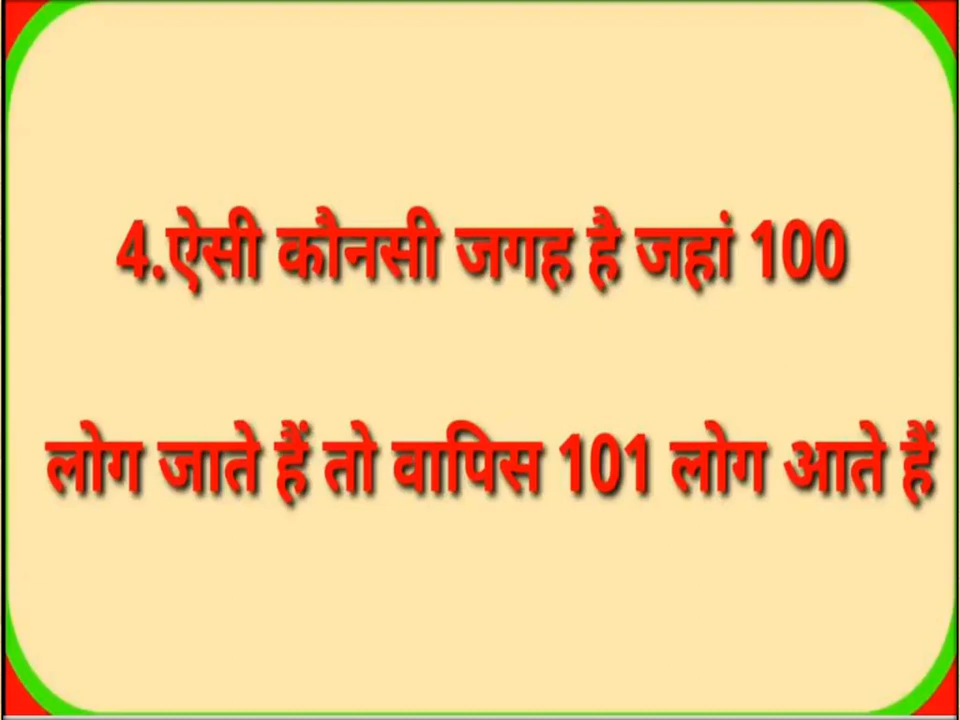 4.ऐसी कौनसी जगह है जहां 100
लोग जाते हैं तो वापिस 101 लोग आते हैं